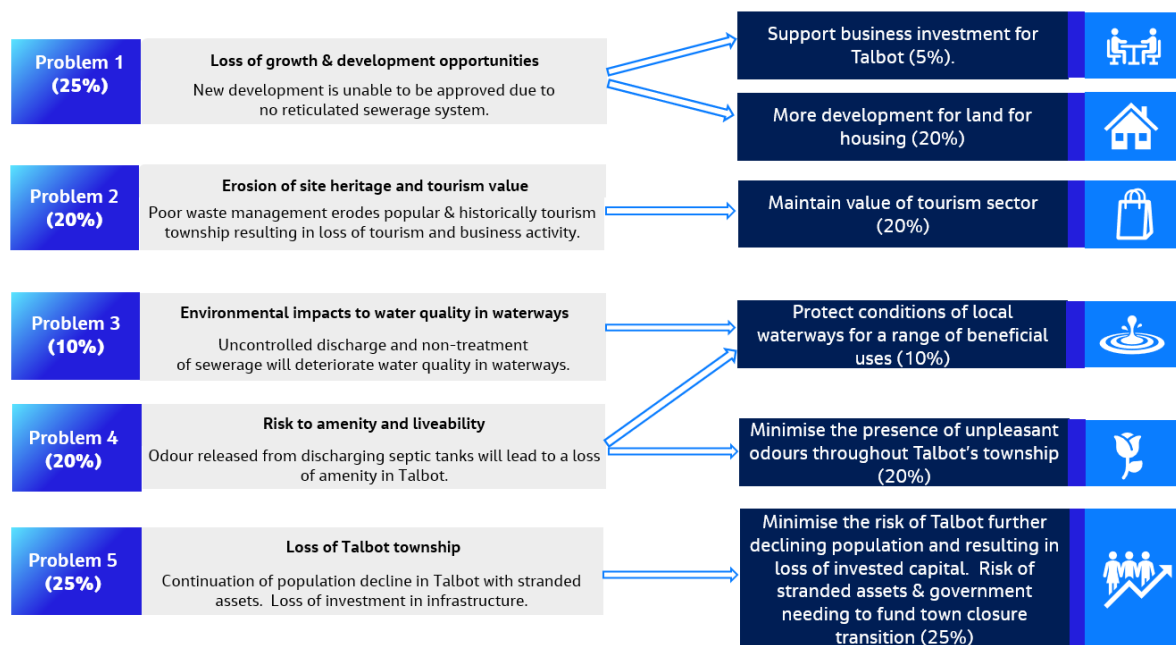 Problem 1
(25%)
Loss of growth & development opportunities
New development is unable to be approved due to
no reticulated sewerage system.
Support business investment for
Talbot (5%).
More development for land for
housing (20%)
Problem 2
(20%)
Erosion of site heritage and tourism value
Poor waste management erodes popular & historically tourism
township resulting in loss of tourism and business activity.
Maintain value of tourism sector
(20%)
Problem 3
(10%)
Environmental impacts to water quality in waterways
Uncontrolled discharge and non-treatment
of sewerage will deteriorate water quality in waterways.
Protect conditions of local
waterways for a range of beneficial
uses (10%)
Problem 4
(20%)
Risk to amenity and liveability
Odour released from discharging septic tanks will lead to a loss
of amenity in Talbot.
Minimise the presence of unpleasant
odours throughout Talbot's township
(20%)
Problem 5
(25%)
Loss of Talbot township
Continuation of population decline in Talbot with stranded
assets.  Loss of investment in infrastructure.
Minimise the risk of Talbot further
declining population and resulting in
loss of invested capital.  Risk of
stranded assets & government
needing to fund town closure
transition (25%)